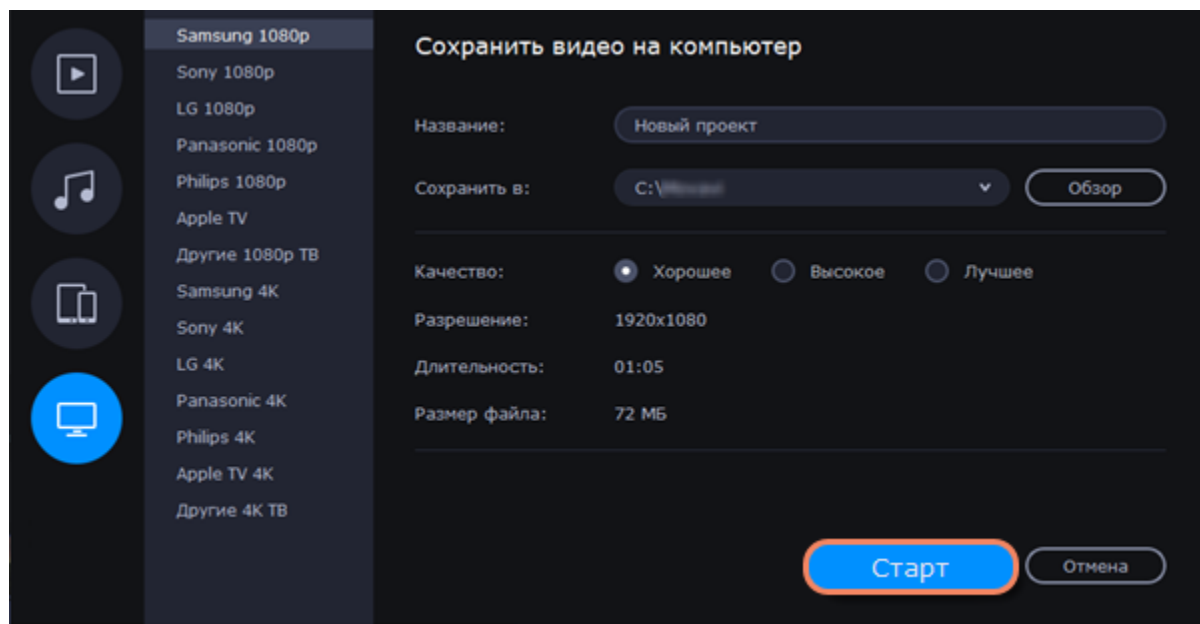 Samsung 1080p
Sony 1080p
LG 1080p
Panasonic 1080p
Philips 1080p
Apple TV
Другие 1080p ТВ
Samsung 4K
Sony 4K
LG 4K
Panasonic 4K
Philips 4K
Apple TV 4K
Другие 4K ТВ
Сохранить видео на компьютер
Название: Новый проект
Сохранить в: C:\ Обзор
Качество: Хорошее Высокое Лучшее
Разрешение: 1920x1080
Длительность: 01:05
Размер файла: 72 МБ
Старт Отмена